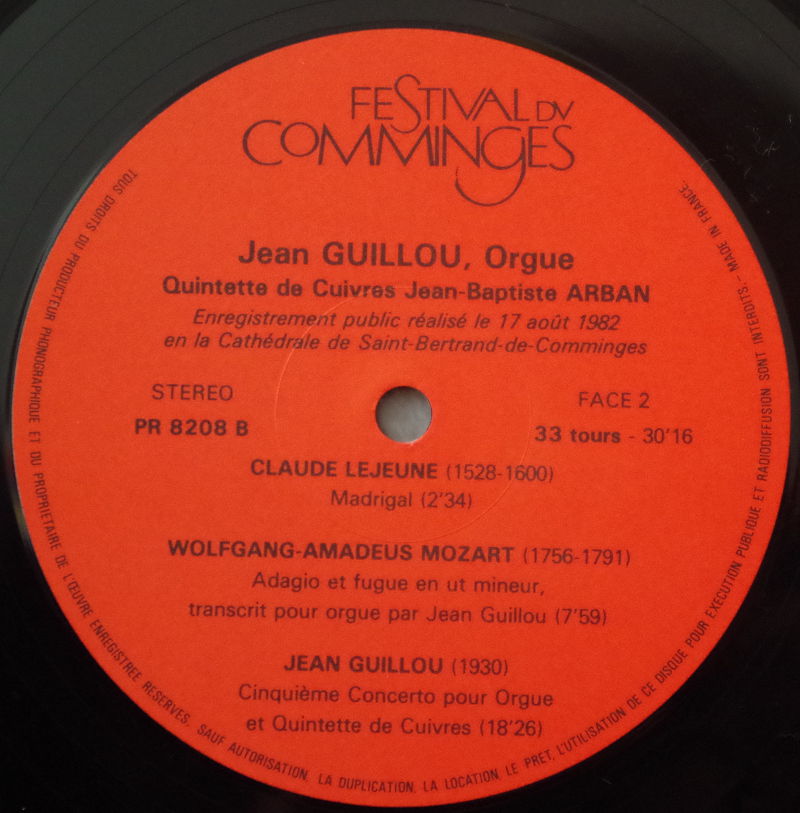 FESTIVAL DV
COMMINGES
Jean GUILLOU, Orgue
Quintette de Cuivres Jean-Baptiste ARBAN
Enregistrement public réalisé le 17 août 1982
en la Cathédrale de Saint-Bertrand-de-Comminges
STEREO
PR 8208 B
FACE 2
33 tours - 30'16
CLAUDE LEJEUNE (1528-1600)
Madrigal (2'34)
WOLFGANG-AMADEUS MOZART (1756-1791)
Adagio et fugue en ut mineur,
transcrit pour orgue par Jean Guillou (7'59)
JEAN GUILLOU (1930)
Cinquième Concerto pour Orgue
et Quintette de Cuivres (18'26)
TOUS DROITS DU PRODUCTEUR PHONOGRAPHIQUE ET DU PROPRIETAIRE DE L'ŒUVRE ENREGISTREE RESERVES. SAUF AUTORISATION, LA DUPLICATION, LA LOCATION, LE PRET, L'UTILISATION DE CE DISQUE POUR EXECUTION PUBLIQUE ET RADIODIFFUSION SONT INTERDITS. - MADE IN FRANCE.